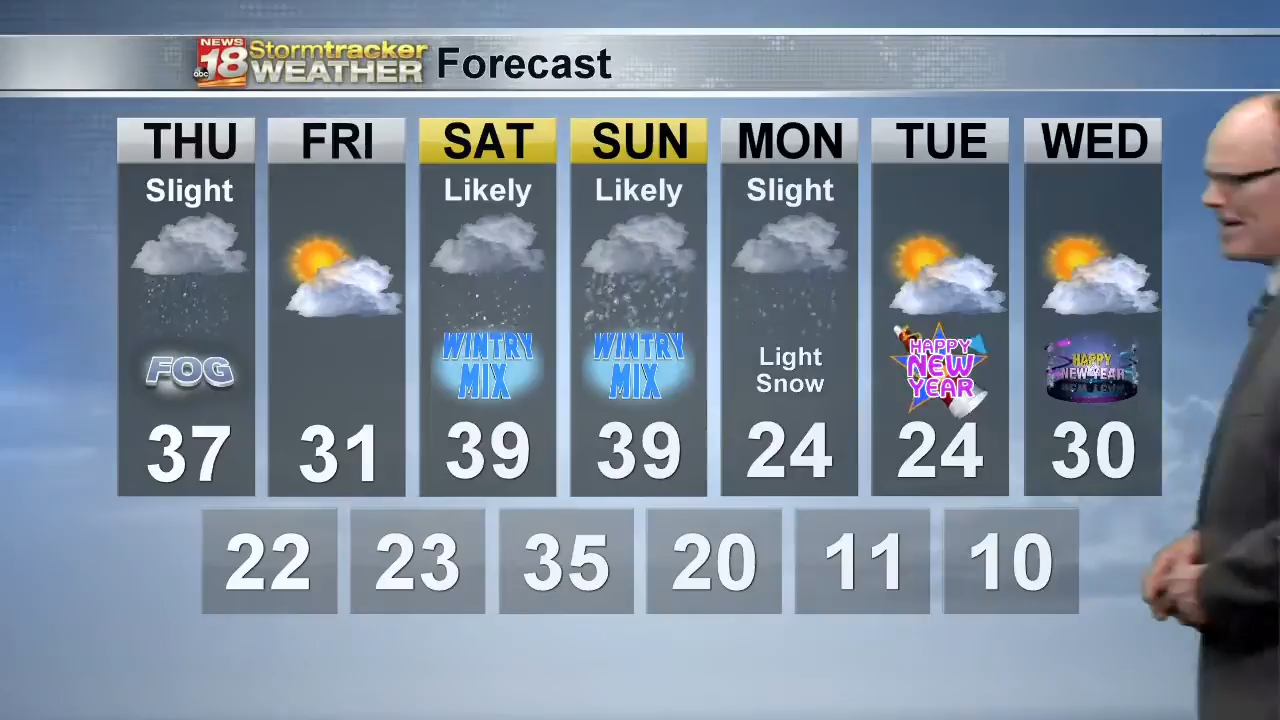 NEWS
abc 18 Stormtracker
WEATHER
Forecast
THU FRI SAT SUN MON TUE WED
Slight Likely Likely Slight
FOG
WINTRY
MIX
WINTRY
MIX
Light
Snow
HAPPY
NEW
YEAR
HAPPY
NEW YEAR
37 31 39 39 24 24 30
22 23 35 20 11 10